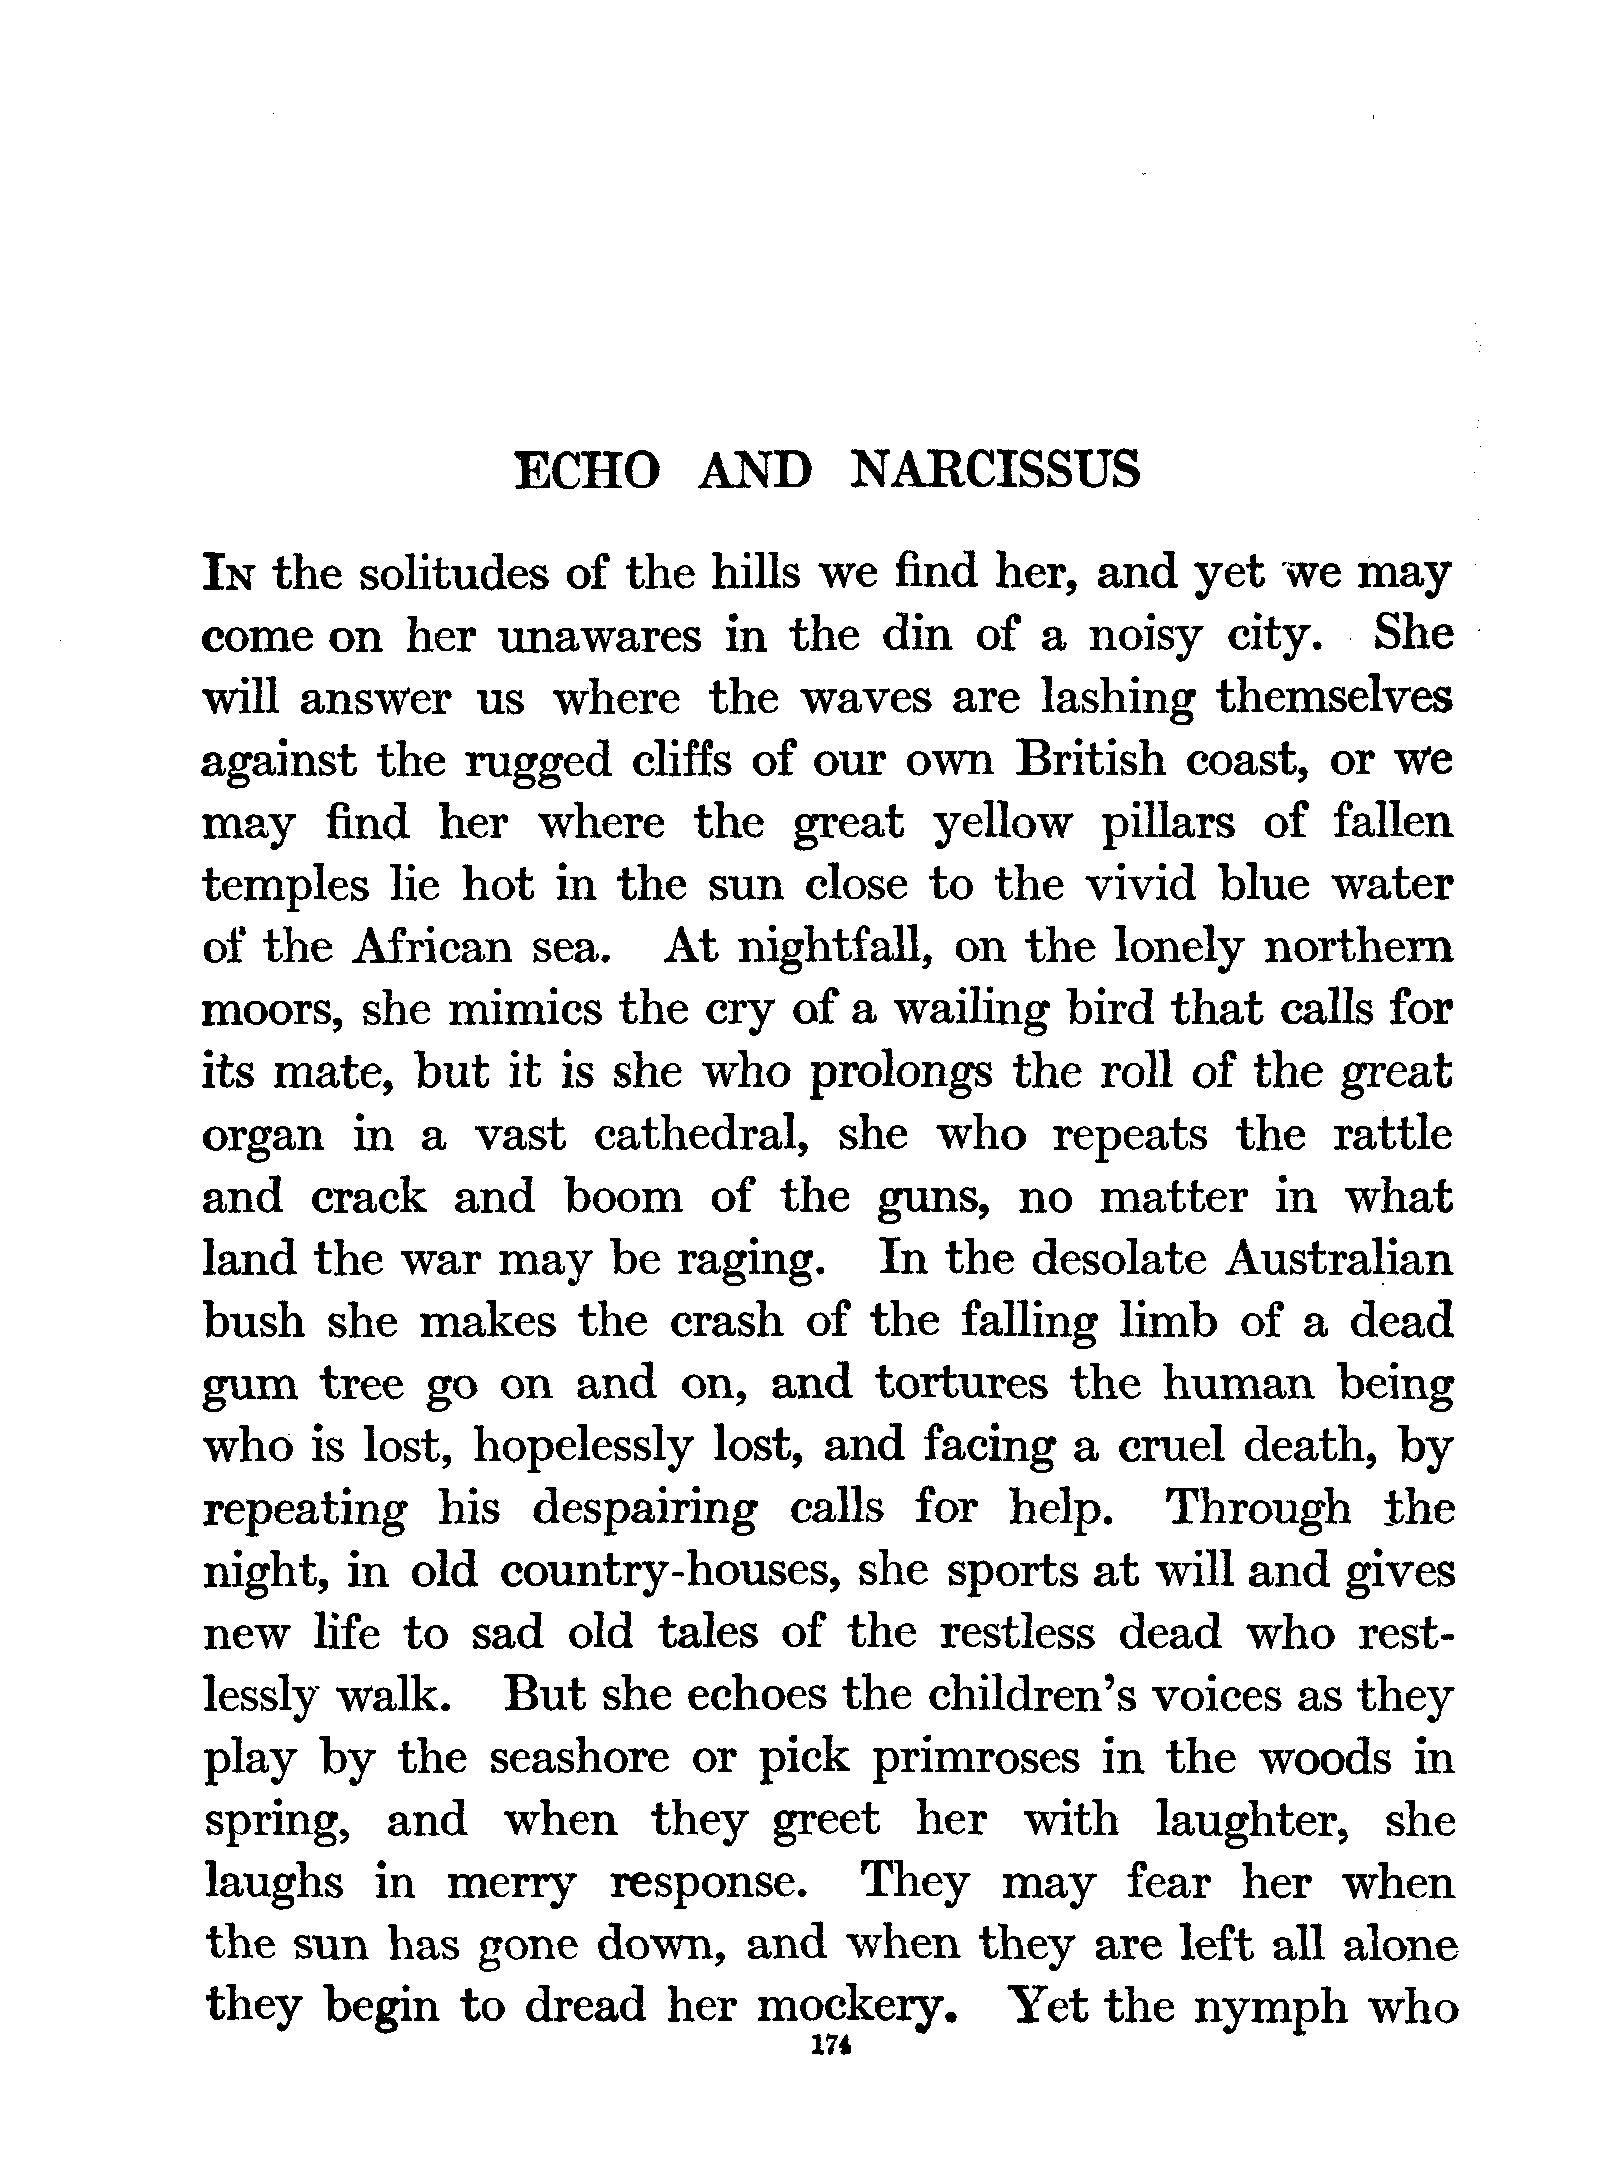 ECHO AND NARCISSUS
IN the solitudes of the hills we find her, and yet we may
come on her unawares in the din of a noisy city. She
will answer us where the waves are lashing themselves
against the rugged cliffs of our own British coast, or we
may find her where the great yellow pillars of fallen
temples lie hot in the sun close to the vivid blue water
of the African sea. At nightfall, on the lonely northern
moors, she mimics the cry of a wailing bird that calls for
its mate, but it is she who prolongs the roll of the great
organ in a vast cathedral, she who repeats the rattle
and crack and boom of the guns, no matter in what
land the war may be raging. In the desolate Australian
bush she makes the crash of the falling limb of a dead
gum tree go on and on, and tortures the human being
who is lost, hopelessly lost, and facing a cruel death, by
repeating his despairing calls for help. Through the
night, in old country-houses, she sports at will and gives
new life to sad old tales of the restless dead who rest-
lessly walk. But she echoes the children's voices as they
play by the seashore or pick primroses in the woods in
spring, and when they greet her with laughter, she
laughs in merry response. They may fear her when
the sun has gone down, and when they are left all alone
they begin to dread her mockery. Yet the nymph who
174